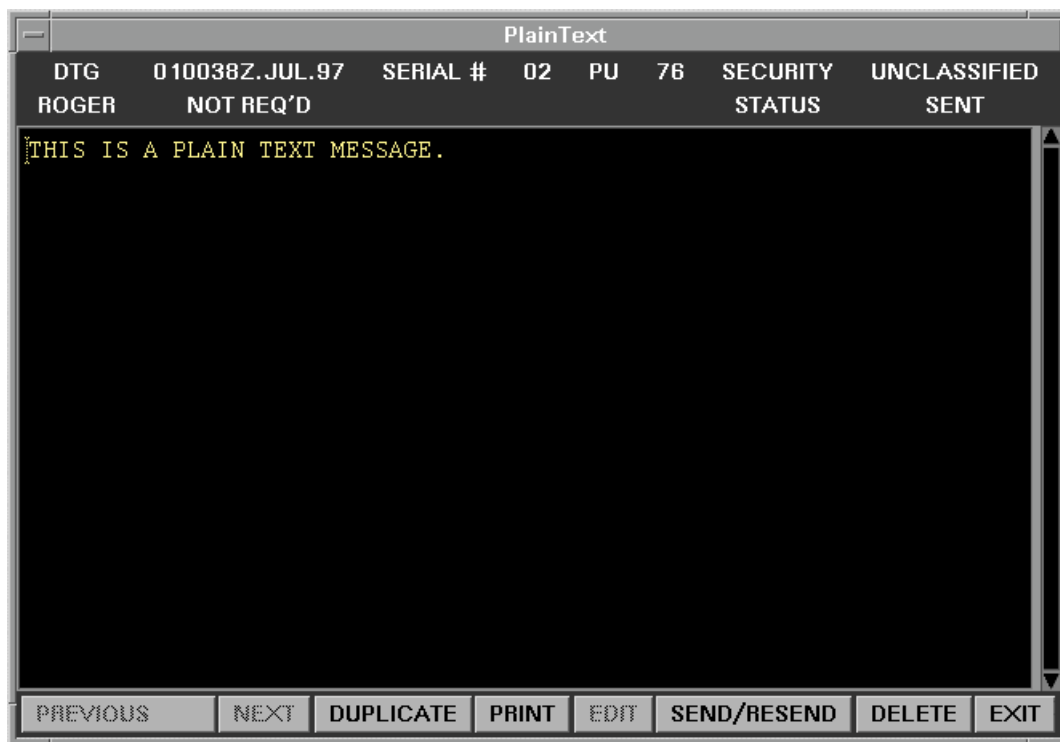 PlainText
DTG 010038Z.JUL.97 SERIAL # 02 PU 76 SECURITY UNCLASSIFIED
ROGER NOT REQ'D STATUS SENT
THIS IS A PLAIN TEXT MESSAGE.
PREVIOUS NEXT DUPLICATE PRINT EDIT SEND/RESEND DELETE EXIT